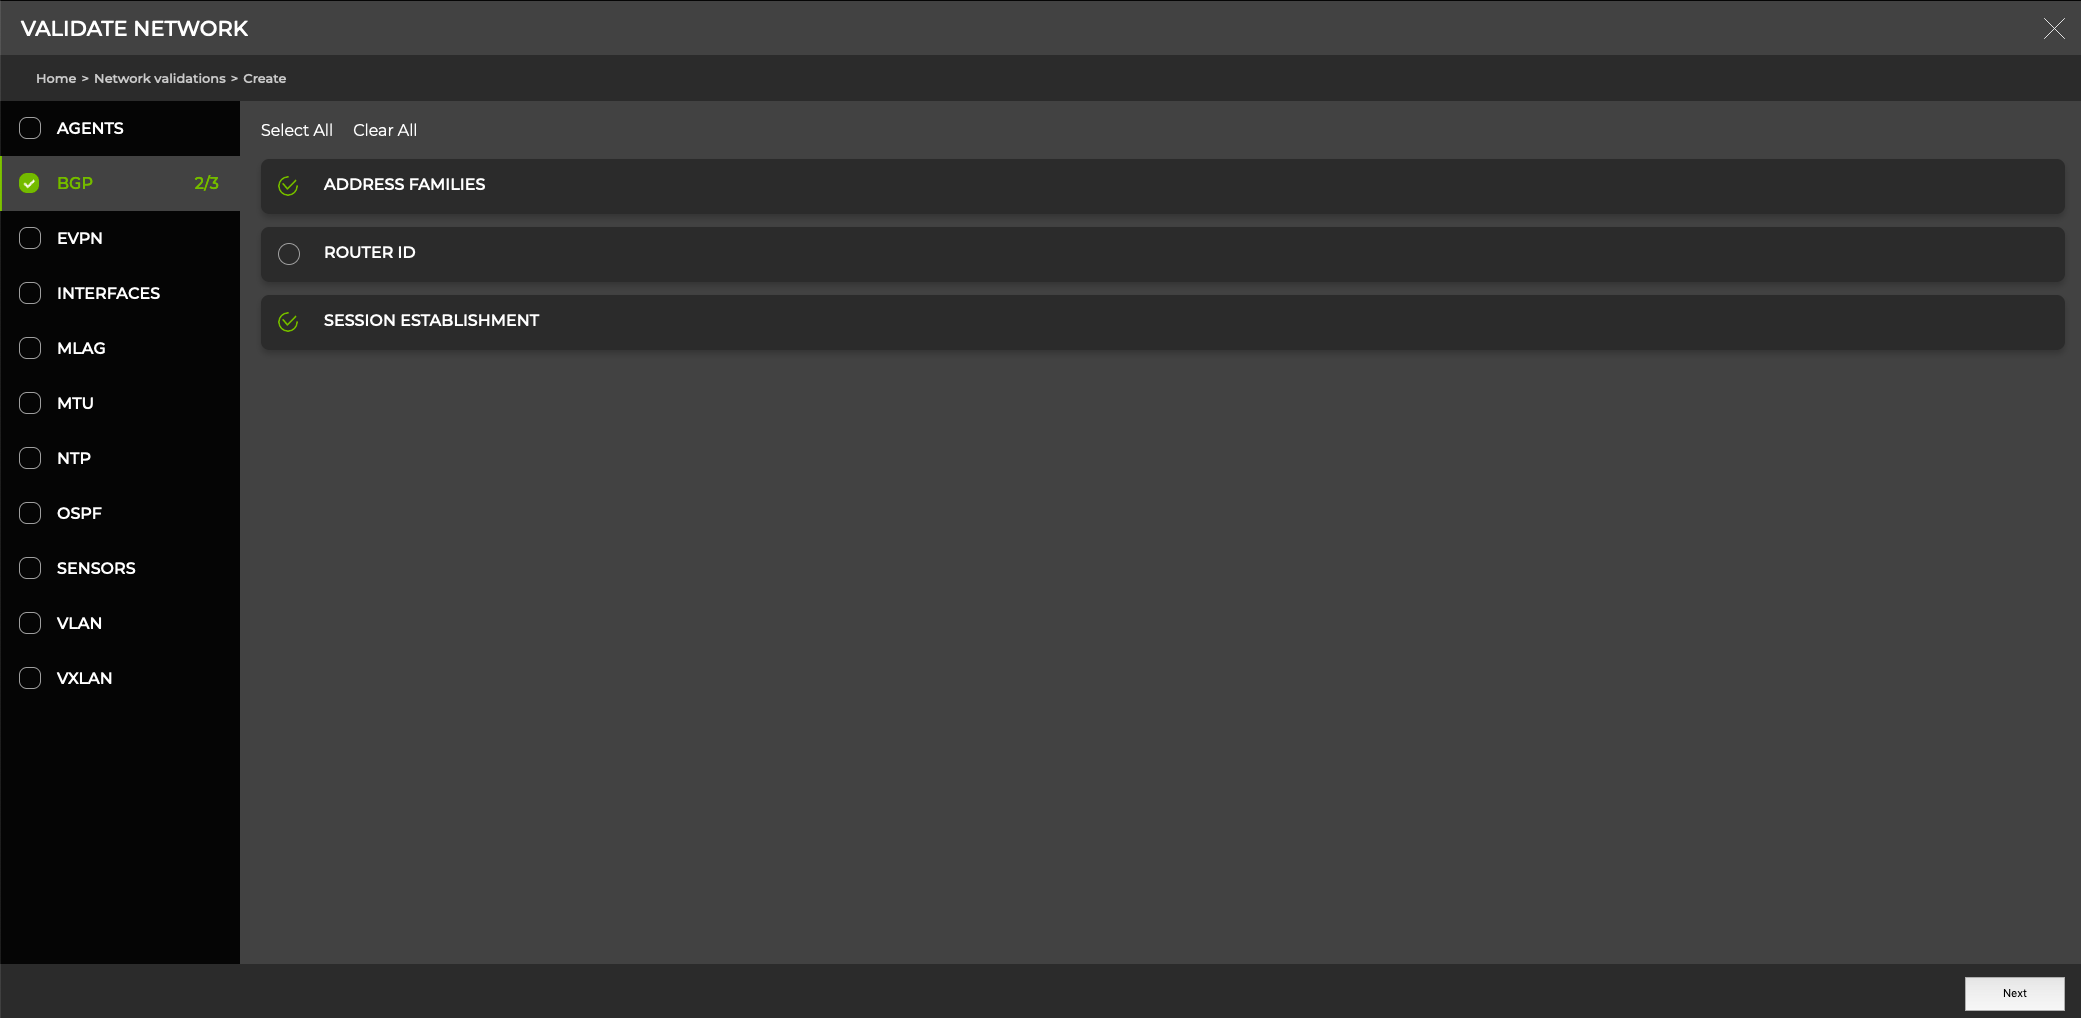 VALIDATE NETWORK
Home > Network validations > Create
AGENTS
BGP 2/3
EVPN
INTERFACES
MLAG
MTU
NTP
OSPF
SENSORS
VLAN
VXLAN
Select All Clear All
ADDRESS FAMILIES
ROUTER ID
SESSION ESTABLISHMENT
Next